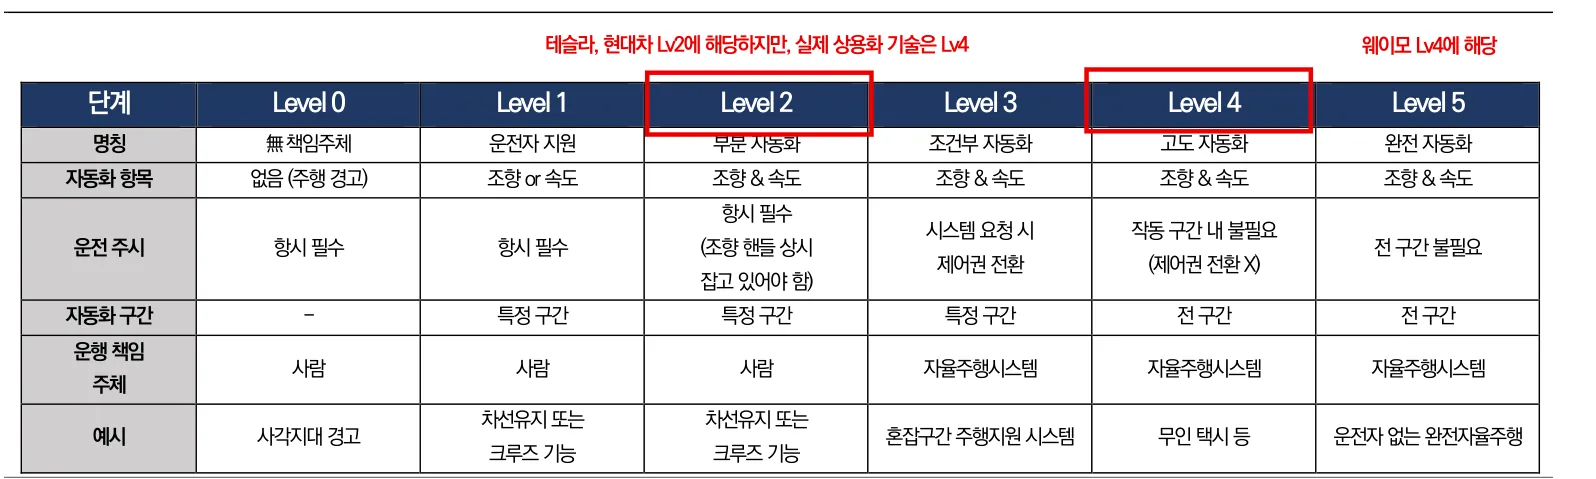 테슬라, 현대차 Lv2에 해당하지만, 실제 상용화 기술은 Lv4
웨이모 Lv4에 해당
단계 Level 0 Level 1 Level 2 Level 3 Level 4 Level 5
명칭 無 책임주체 운전자 지원 부문 자동화 조건부 자동화 고도 자동화 완전 자동화
자동화 항목 없음 (주행 경고) 조향 or 속도 조향 & 속도 조향 & 속도 조향 & 속도 조향 & 속도
운전 주시 항시 필수 항시 필수
항시 필수
(조향 핸들 상시
잡고 있어야 함)
시스템 요청 시
제어권 전환
작동 구간 내 불필요
(제어권 전환 X)
전 구간 불필요
자동화 구간 - 특정 구간 특정 구간 특정 구간 전 구간 전 구간
운행 책임
주체
사람 사람 사람 자율주행시스템 자율주행시스템 자율주행시스템
예시 사각지대 경고
차선유지 또는
크루즈 기능
차선유지 또는
크루즈 기능
혼잡구간 주행지원 시스템 무인 택시 등 운전자 없는 완전자율주행